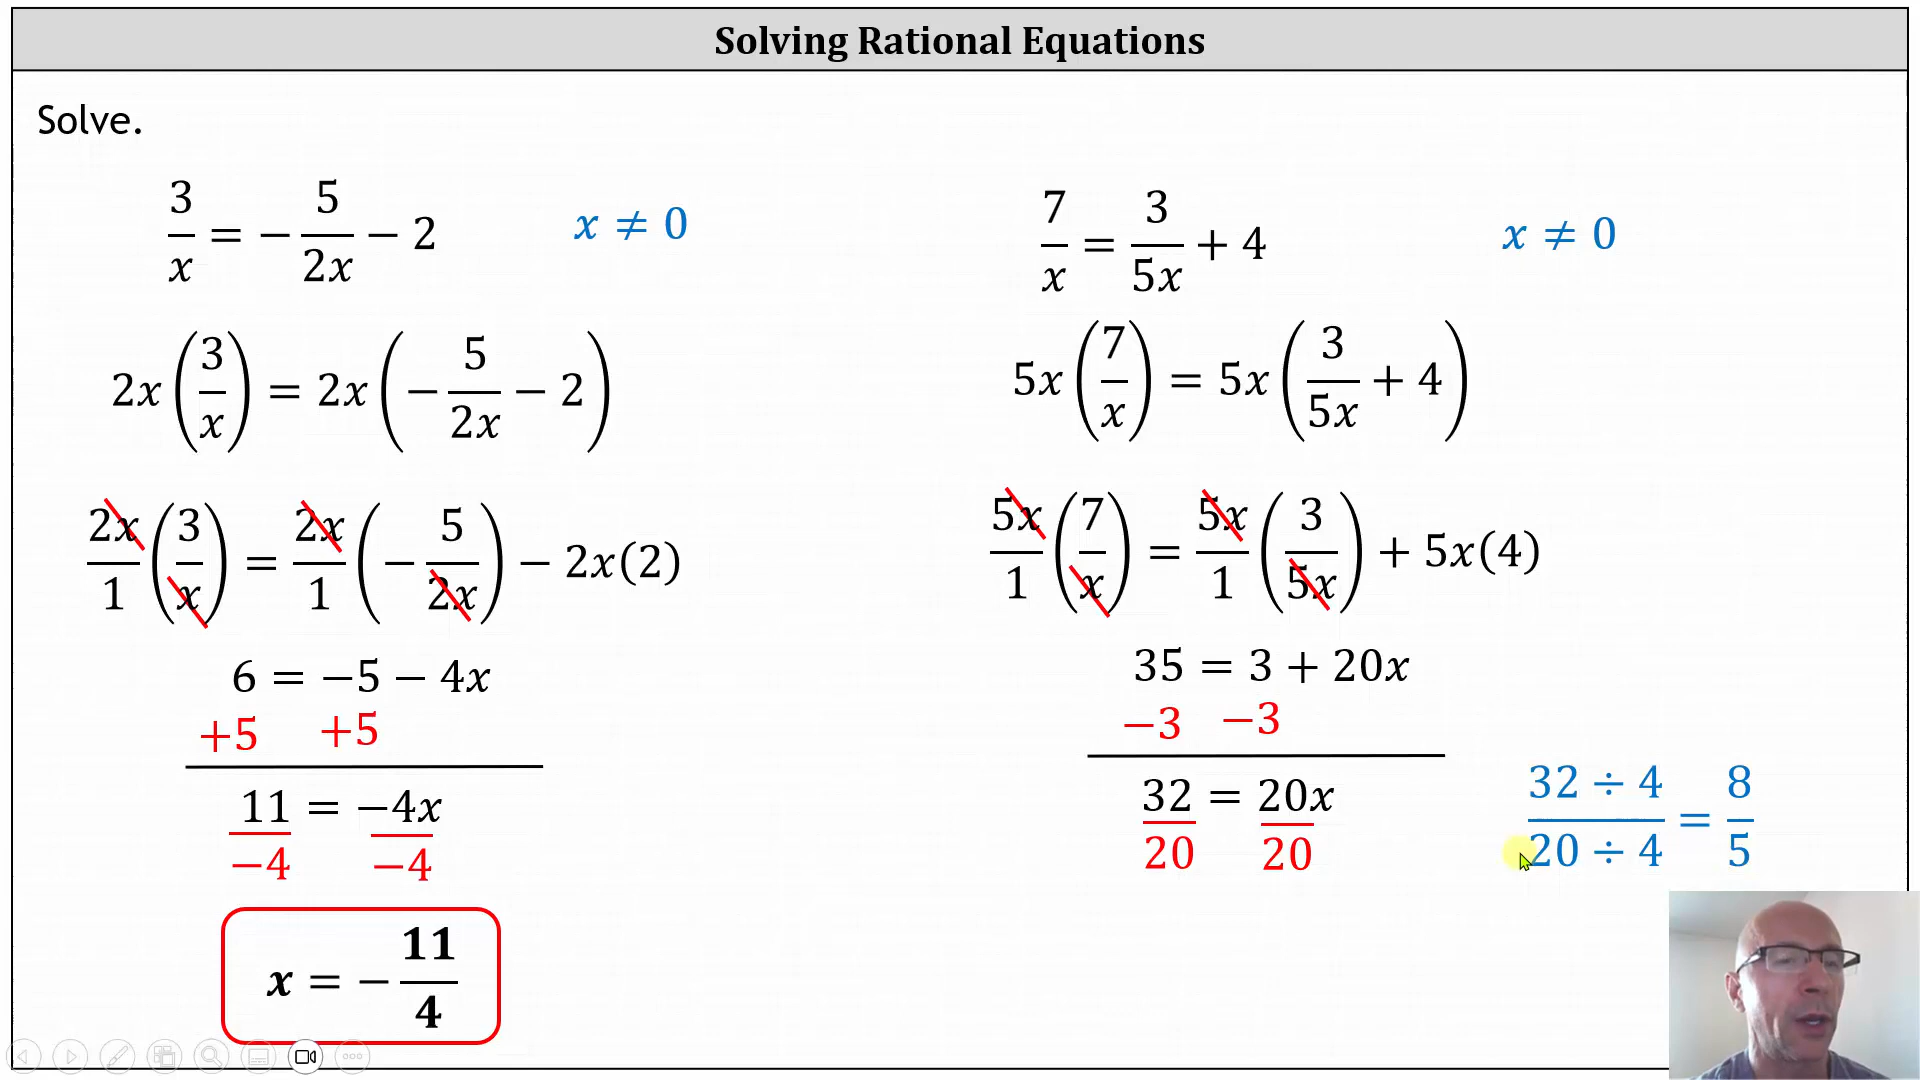 Solving Rational Equations
Solve.
3/x = − 5/2x − 2    x ≠ 0
2x(3/x) = 2x(− 5/2x − 2)
2x/1 (3/x) = 2x/1 (− 5/2x) − 2x(2)
6 = −5 − 4x
+5    +5
11 = −4x
−4    −4
x = − 11/4
7/x = 3/5x + 4    x ≠ 0
5x(7/x) = 5x(3/5x + 4)
5x/1 (7/x) = 5x/1 (3/5x) + 5x(4)
35 = 3 + 20x
−3    −3
32 = 20x
20    20
32 ÷ 4 / 20 ÷ 4 = 8/5